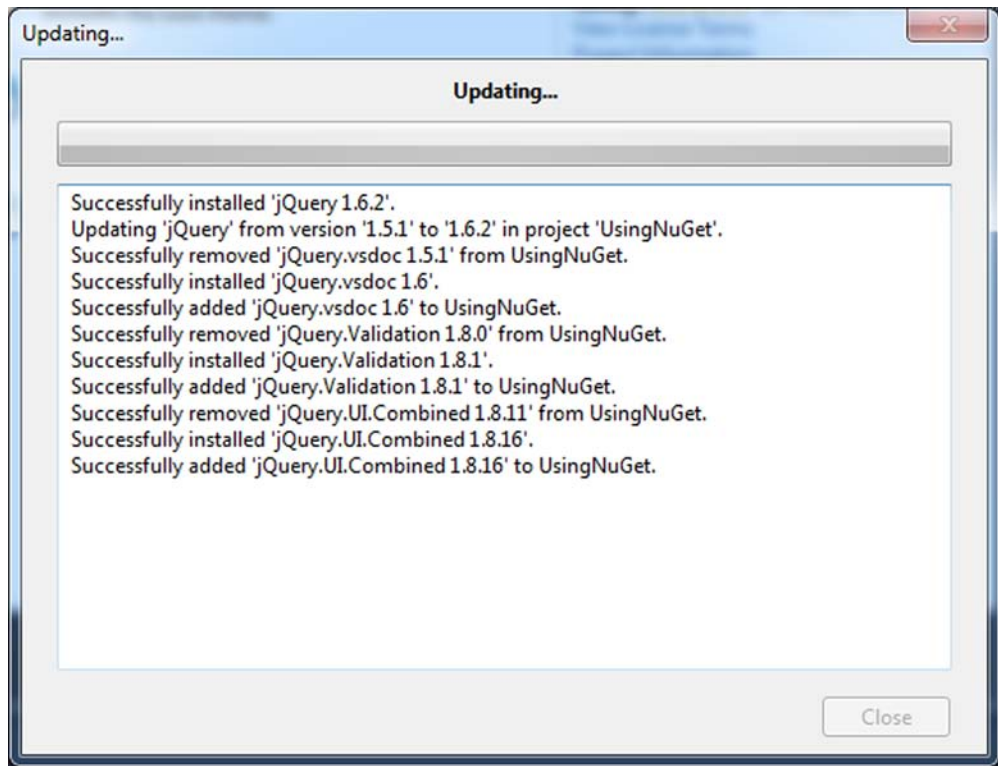 Updating...
Updating...
Successfully installed 'jQuery 1.6.2'.
Updating 'jQuery' from version '1.5.1' to '1.6.2' in project 'UsingNuGet'.
Successfully removed 'jQuery.vsdoc 1.5.1' from UsingNuGet.
Successfully installed 'jQuery.vsdoc 1.6'.
Successfully added 'jQuery.vsdoc 1.6' to UsingNuGet.
Successfully removed 'jQuery.Validation 1.8.0' from UsingNuGet.
Successfully installed 'jQuery.Validation 1.8.1'.
Successfully added 'jQuery.Validation 1.8.1' to UsingNuGet.
Successfully removed 'jQuery.UI.Combined 1.8.11' from UsingNuGet.
Successfully installed 'jQuery.UI.Combined 1.8.16'.
Successfully added 'jQuery.UI.Combined 1.8.16' to UsingNuGet.
Close